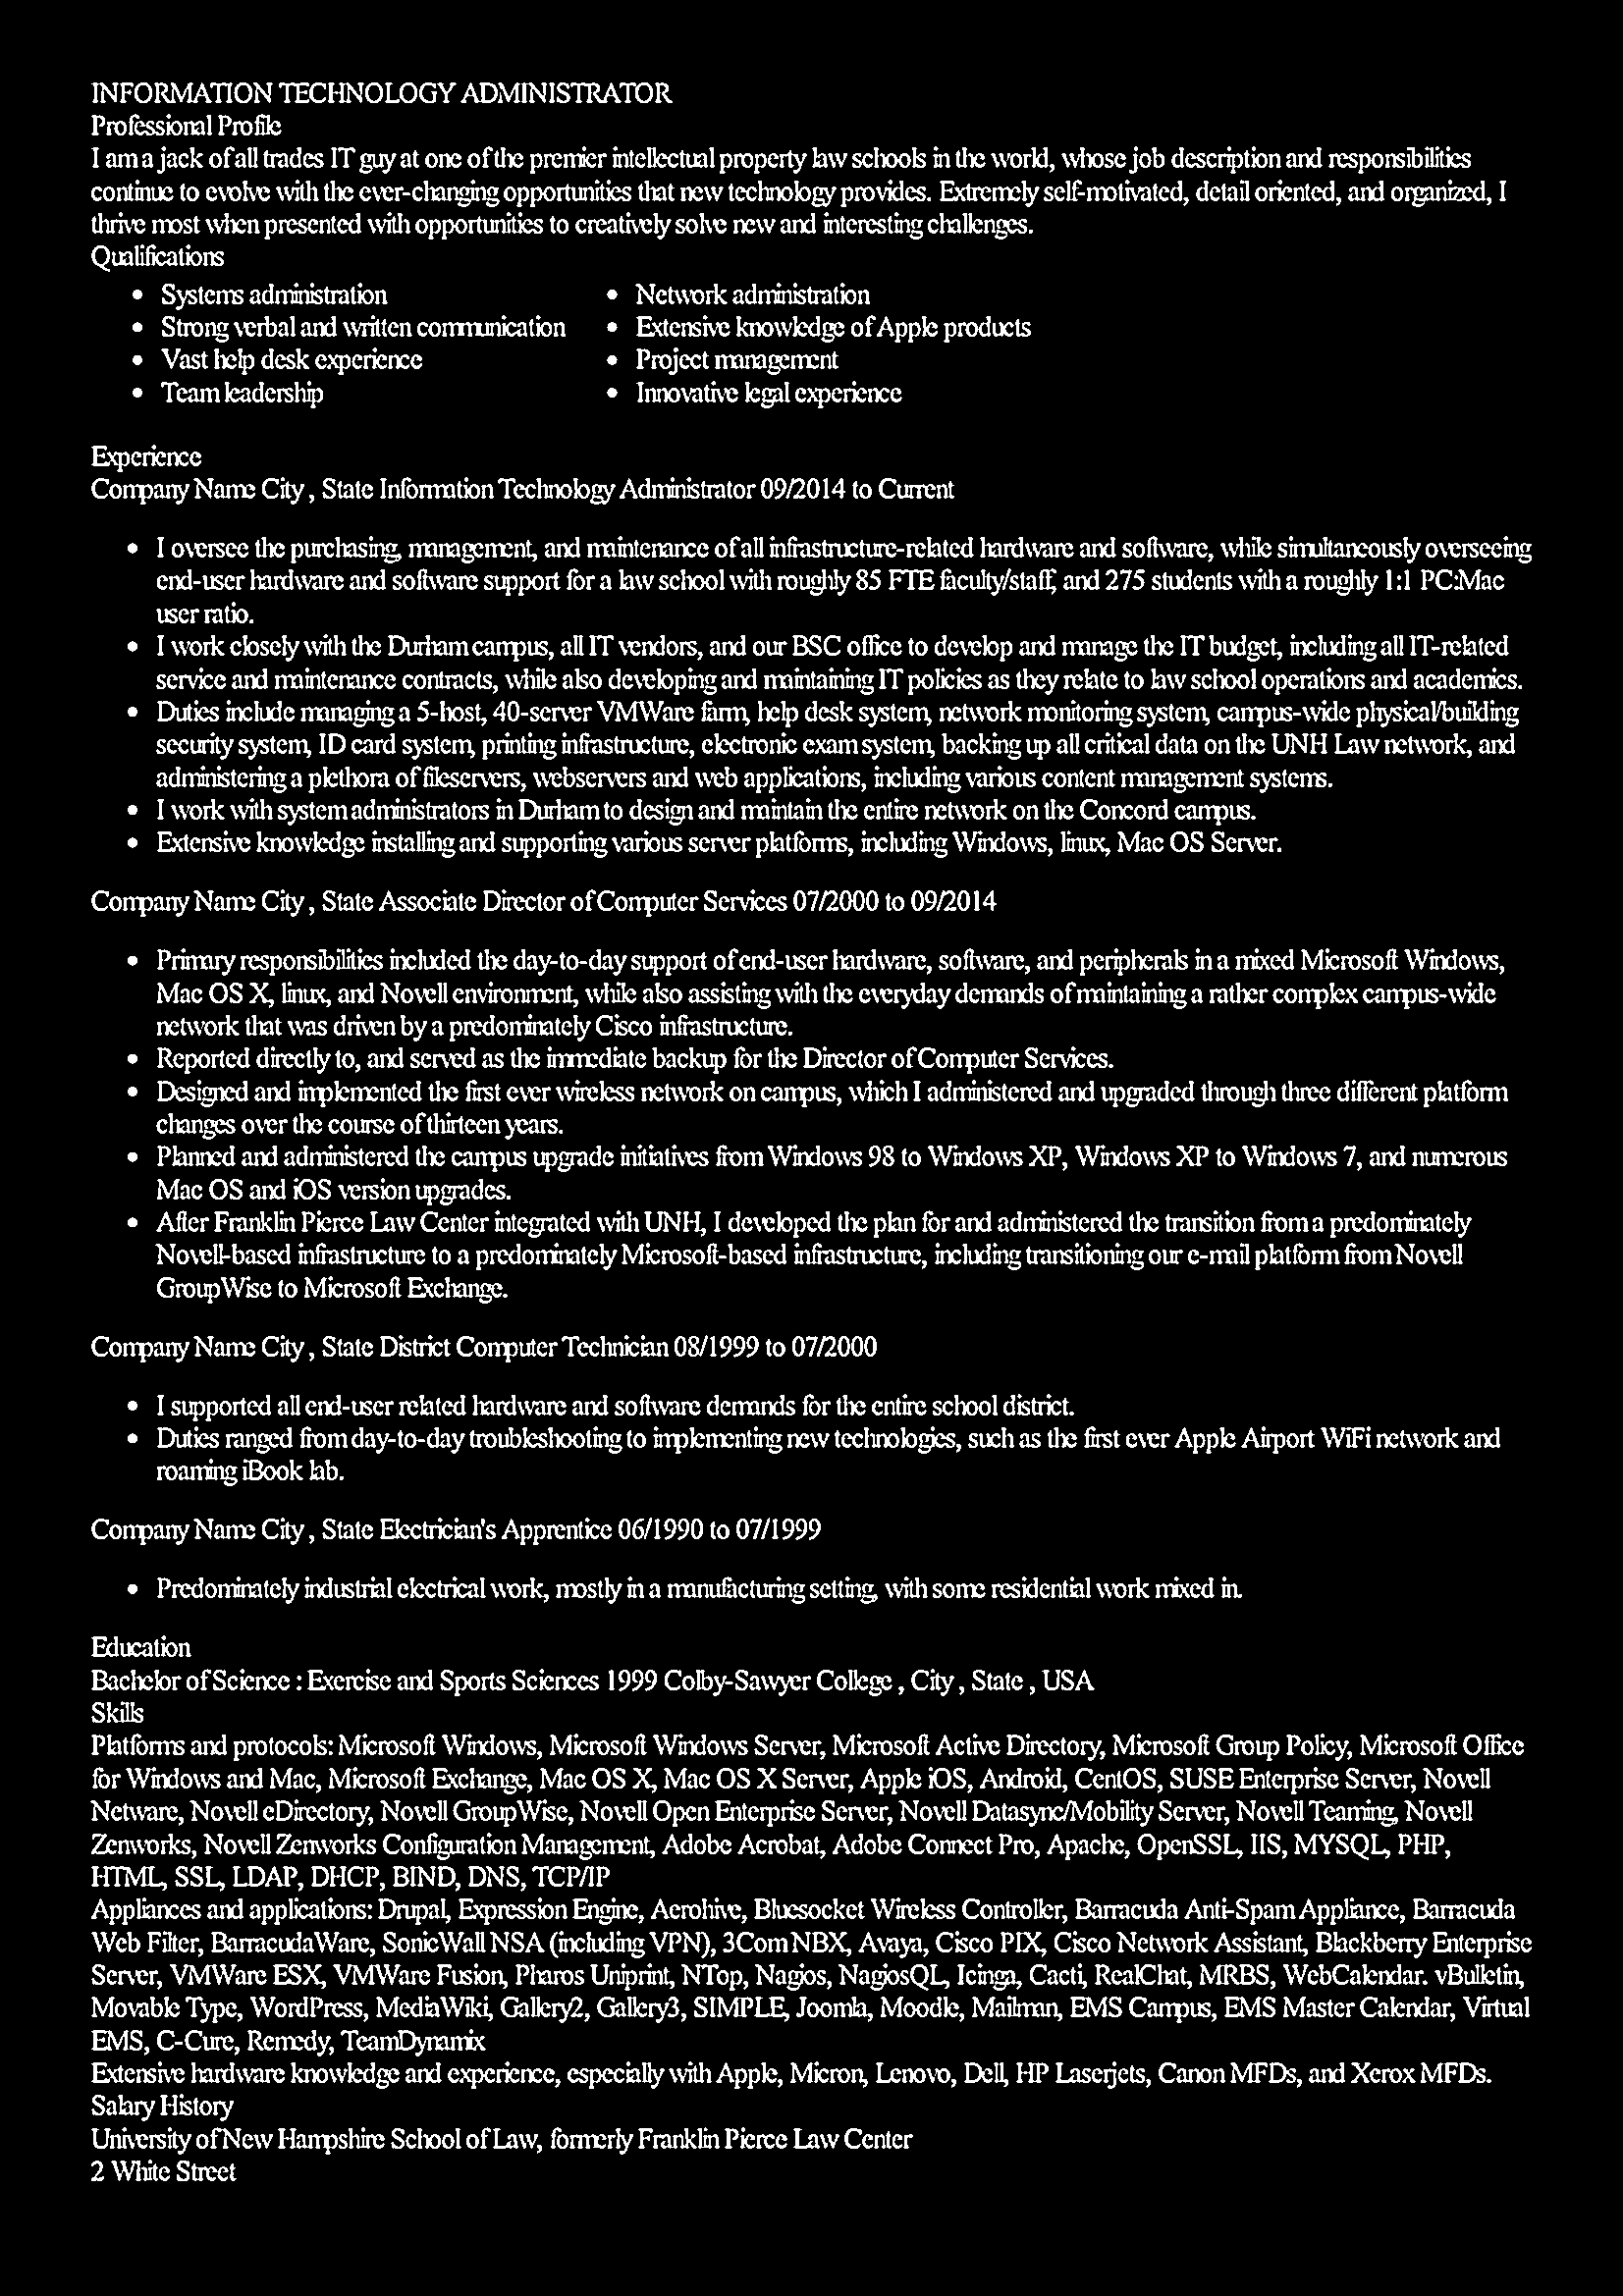 INFORMATION TECHNOLOGY ADMINISTRATOR
Professional Profile
I am a jack of all trades IT guy at one of the premier intellectual property law schools in the world, whose job description and responsibilities
continue to evolve with the ever-changing opportunities that new technology provides. Extremely self-motivated, detail oriented, and organized, I
thrive most when presented with opportunities to creatively solve new and interesting challenges.
Qualifications
• Systems administration
• Strong verbal and written communication
• Vast help desk experience
• Team leadership
• Network administration
• Extensive knowledge of Apple products
• Project management
• Innovative legal experience
Experience
Company Name City , State Information Technology Administrator 09/2014 to Current
• I oversee the purchasing, management, and maintenance of all infrastructure-related hardware and software, while simultaneously overseeing
end-user hardware and software support for a law school with roughly 85 FTE faculty/staff, and 275 students with a roughly 1:1 PC:Mac
user ratio.
• I work closely with the Durham campus, all IT vendors, and our BSC office to develop and manage the IT budget, including all IT-related
service and maintenance contracts, while also developing and maintaining IT policies as they relate to law school operations and academics.
• Duties include managing a 5-host, 40-server VMWare farm, help desk system, network monitoring system, campus-wide physical/building
security system, ID card system, printing infrastructure, electronic exam system, backing up all critical data on the UNH Law network, and
administering a plethora of fileservers, webservers and web applications, including various content management systems.
• I work with system administrators in Durham to design and maintain the entire network on the Concord campus.
• Extensive knowledge installing and supporting various server platforms, including Windows, linux, Mac OS Server.
Company Name City , State Associate Director of Computer Services 07/2000 to 09/2014
• Primary responsibilities included the day-to-day support of end-user hardware, software, and peripherals in a mixed Microsoft Windows,
Mac OS X, linux, and Novell environment, while also assisting with the everyday demands of maintaining a rather complex campus-wide
network that was driven by a predominately Cisco infrastructure.
• Reported directly to, and served as the immediate backup for the Director of Computer Services.
• Designed and implemented the first ever wireless network on campus, which I administered and upgraded through three different platform
changes over the course of thirteen years.
• Planned and administered the campus upgrade initiatives from Windows 98 to Windows XP, Windows XP to Windows 7, and numerous
Mac OS and iOS version upgrades.
• After Franklin Pierce Law Center integrated with UNH, I developed the plan for and administered the transition from a predominately
Novell-based infrastructure to a predominately Microsoft-based infrastructure, including transitioning our e-mail platform from Novell
GroupWise to Microsoft Exchange.
Company Name City , State District Computer Technician 08/1999 to 07/2000
• I supported all end-user related hardware and software demands for the entire school district.
• Duties ranged from day-to-day troubleshooting to implementing new technologies, such as the first ever Apple Airport WiFi network and
roaming iBook lab.
Company Name City , State Electrician's Apprentice 06/1990 to 07/1999
• Predominately industrial electrical work, mostly in a manufacturing setting, with some residential work mixed in.
Education
Bachelor of Science : Exercise and Sports Sciences 1999 Colby-Sawyer College , City , State , USA
Skills
Platforms and protocols: Microsoft Windows, Microsoft Windows Server, Microsoft Active Directory, Microsoft Group Policy, Microsoft Office
for Windows and Mac, Microsoft Exchange, Mac OS X, Mac OS X Server, Apple iOS, Android, CentOS, SUSE Enterprise Server, Novell
Netware, Novell eDirectory, Novell GroupWise, Novell Open Enterprise Server, Novell Datasync/Mobility Server, Novell Teaming, Novell
Zenworks, Novell Zenworks Configuration Management, Adobe Acrobat, Adobe Connect Pro, Apache, OpenSSL, IIS, MYSQL, PHP,
HTML, SSL, LDAP, DHCP, BIND, DNS, TCP/IP
Appliances and applications: Drupal, Expression Engine, Aerohive, Bluesocket Wireless Controller, Barracuda Anti-Spam Appliance, Barracuda
Web Filter, BarracudaWare, SonicWall NSA (including VPN), 3Com NBX, Avaya, Cisco PIX, Cisco Network Assistant, Blackberry Enterprise
Server, VMWare ESX, VMWare Fusion, Pharos Uniprint, NTop, Nagios, NagiosQL, Icinga, Cacti, RealChat, MRBS, WebCalendar. vBulletin,
Movable Type, WordPress, MediaWiki, Gallery2, Gallery3, SIMPLE, Joomla, Moodle, Mailman, EMS Campus, EMS Master Calendar, Virtual
EMS, C-Cure, Remedy, TeamDynamix
Extensive hardware knowledge and experience, especially with Apple, Micron, Lenovo, Dell, HP Laserjets, Canon MFDs, and Xerox MFDs.
Salary History
University of New Hampshire School of Law, formerly Franklin Pierce Law Center
2 White Street